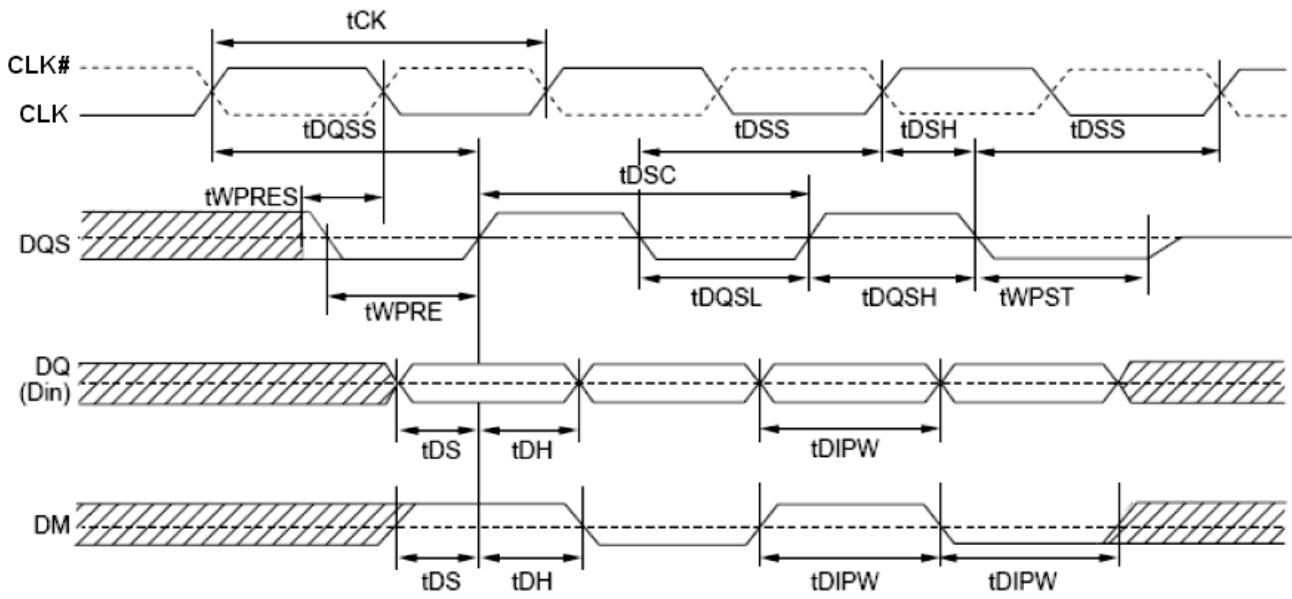 tCK
CLK#
CLK
tDQSS tDSS tDSH tDSS
tDSC
tWPRES
DQS
tWPRE tDQSL tDQSH tWPST
DQ
(Din)
tDS tDH tDIPW
DM
tDS tDH tDIPW tDIPW